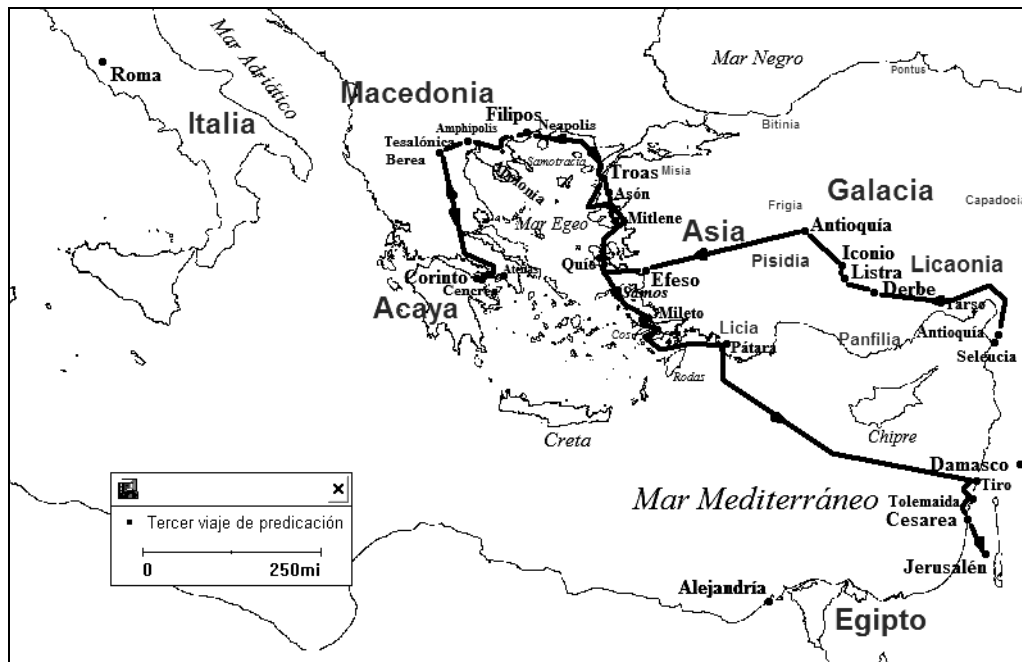 Mar Negro
Pontus
Roma
Mar Adriático
Macedonia
Italia
Filipos
Amphipolis
Neapolis
Bitinia
Tesalónica
Berea
Samotracia
Troas
Misia
Asón
Galacia
Capadocia
Frigia
Mar Egeo
Mitlene
Asia
Antioquía
Quío
Pisidia
Iconio
Licaonia
Listra
Corinto
Atenas
Efeso
Derbe
Cencrea
Samos
Tarso
Acaya
Mileto
Licia
Panfilia
Antioquía
Cos
Pátara
Seleucia
Rodas
Creta
Chipre
Damasco
Tiro
Mar Mediterráneo
Tolemaida
Cesarea
Tercer viaje de predicación
0 250mi
Jerusalén
Alejandría
Egipto